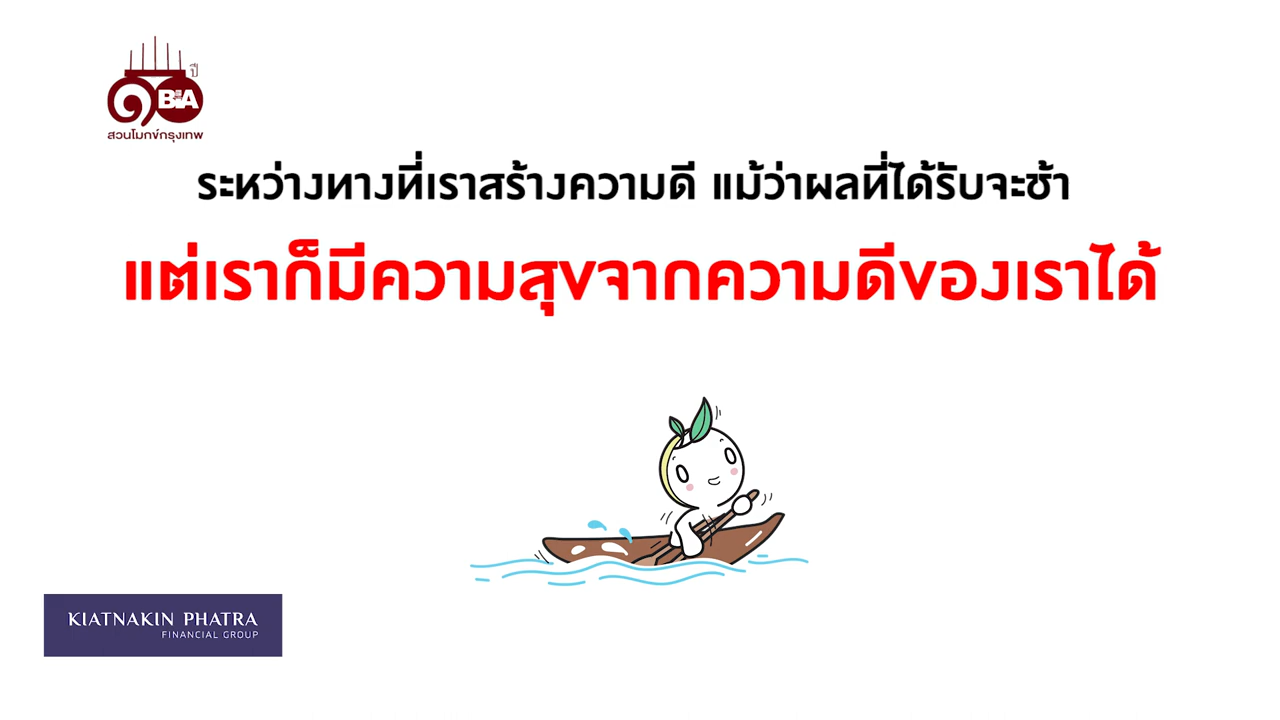 ๑๐ ปี
BIA
สวนโมกข์กรุงเทพ
ระหว่างทางที่เราสร้างความดี แม้ว่าผลที่ได้รับจะช้า
แต่เราก็มีความสุขจากความดีของเราได้
KIATNAKIN PHATRA
FINANCIAL GROUP